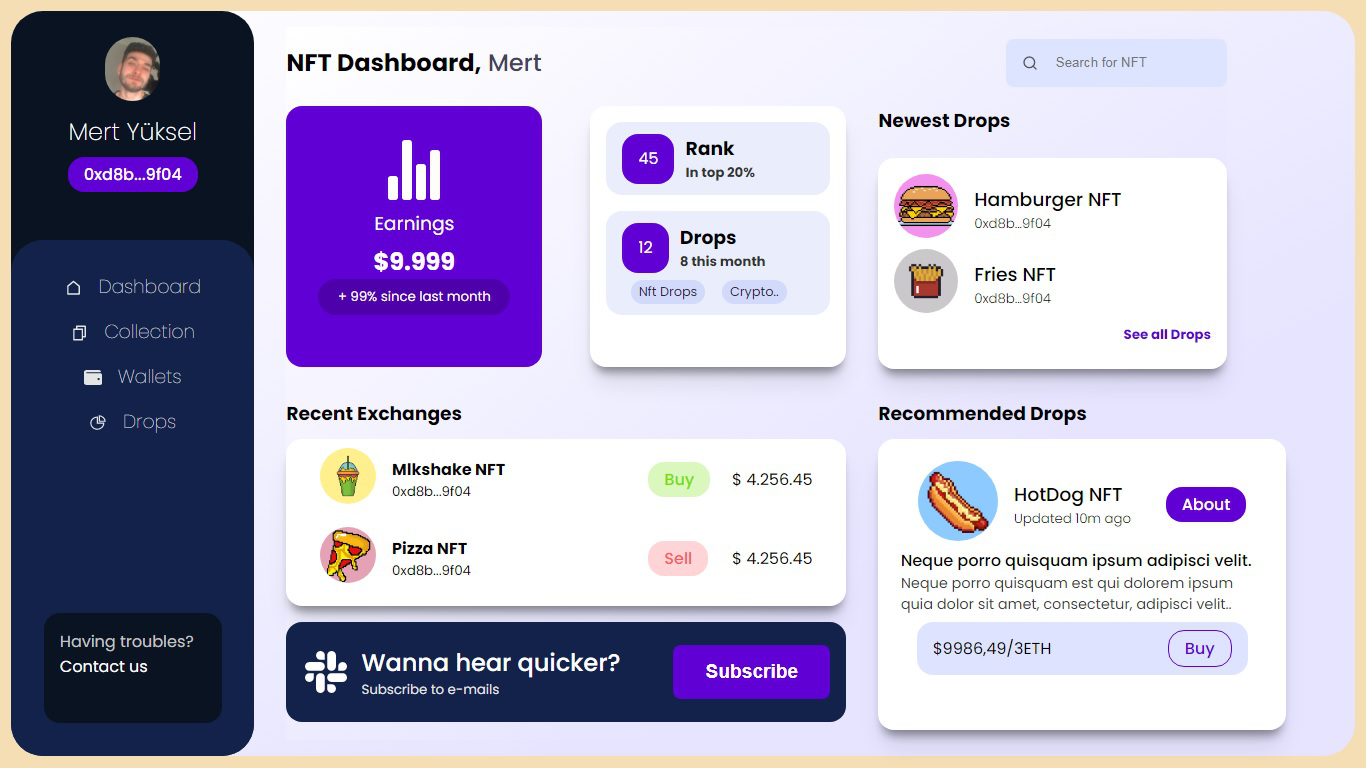 Mert Yüksel
0xd8b...9f04
Dashboard
Collection
Wallets
Drops
Having troubles?
Contact us
NFT Dashboard, Mert
Search for NFT
Earnings
$9.999
+ 99% since last month
45
Rank
In top 20%
12
Drops
8 this month
Nft Drops
Crypto..
Newest Drops
Hamburger NFT
0xd8b...9f04
Fries NFT
0xd8b...9f04
See all Drops
Recent Exchanges
Mlkshake NFT
0xd8b...9f04
Buy
$ 4.256.45
Pizza NFT
0xd8b...9f04
Sell
$ 4.256.45
Wanna hear quicker?
Subscribe to e-mails
Subscribe
Recommended Drops
HotDog NFT
Updated 10m ago
About
Neque porro quisquam ipsum adipisci velit.
Neque porro quisquam est qui dolorem ipsum
quia dolor sit amet, consectetur, adipisci velit..
$9986,49/3ETH
Buy